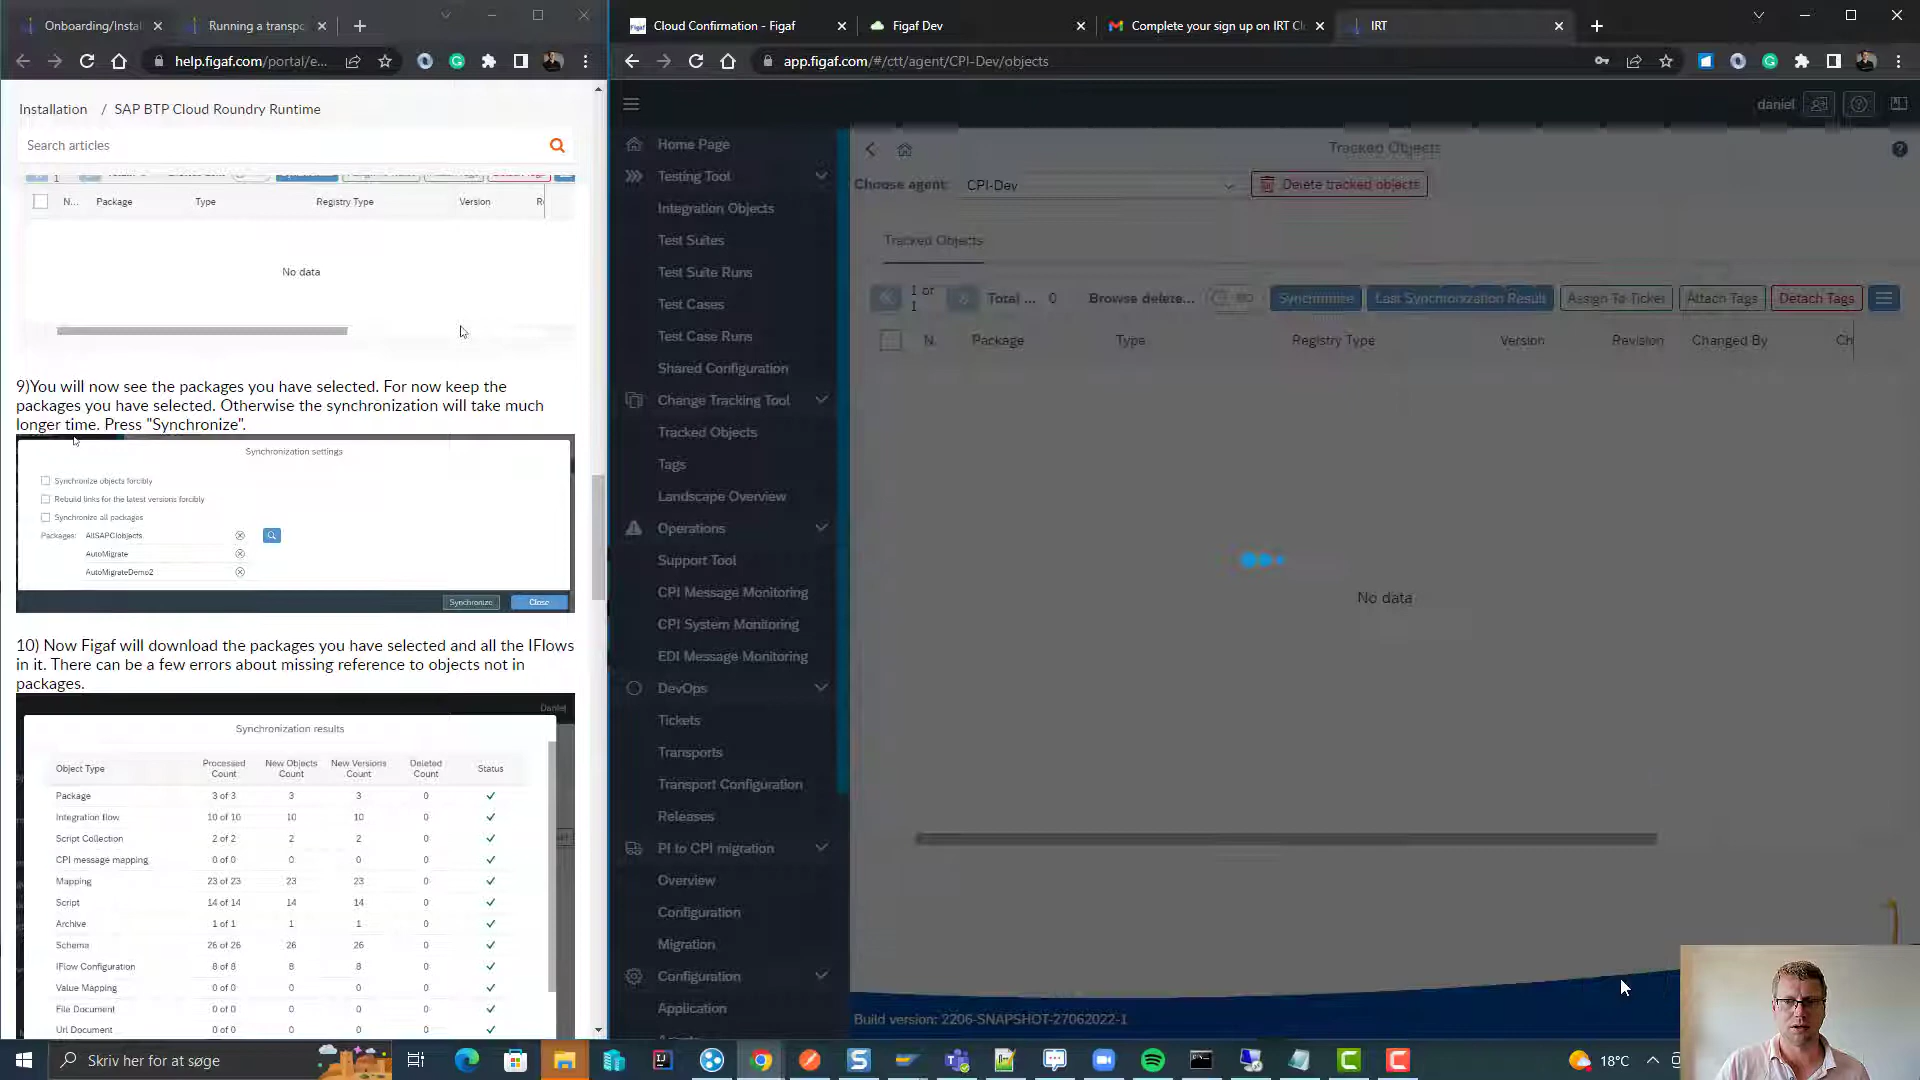 Onboarding/Instal
Running a transpo
help.figaf.com/portal/e...
Installation / SAP BTP Cloud Roundry Runtime
Search articles
1
N... Package Type Registry Type Version
No data
9)You will now see the packages you have selected. For now keep the
packages you have selected. Otherwise the synchronization will take much
longer time. Press "Synchronize".
Synchronization settings
Synchronize objects forcibly
Rebuild links for the latest versions forcibly
Synchronize all packages
Packages: AllSAPCIobjects
AutoMigrate
AutoMigrateDemo2
Synchronize Close
10) Now Figaf will download the packages you have selected and all the IFlows
in it. There can be a few errors about missing reference to objects not in
packages.
Daniel
Synchronization results
Object Type Processed Count New Objects Count New Versions Count Deleted Count Status
Package 3 of 3 3 3 0
Integration flow 10 of 10 10 10 0
Script Collection 2 of 2 2 2 0
CPI message mapping 0 of 0 0 0 0
Mapping 23 of 23 23 23 0
Script 14 of 14 14 14 0
Archive 1 of 1 1 1 0
Schema 26 of 26 26 26 0
IFlow Configuration 8 of 8 8 8 0
Value Mapping 0 of 0 0 0 0
File Document 0 of 0 0 0 0
Url Document 0 of 0 0 0 0
Cloud Confirmation - Figaf
Figaf Dev
Complete your sign up on IRT Cl
IRT
app.figaf.com/#/ctt/agent/CPI-Dev/objects
daniel
Home Page
Testing Tool
Integration Objects
Test Suites
Test Suite Runs
Test Cases
Test Case Runs
Shared Configuration
Change Tracking Tool
Tracked Objects
Tags
Landscape Overview
Operations
Support Tool
CPI Message Monitoring
CPI System Monitoring
EDI Message Monitoring
DevOps
Tickets
Transports
Transport Configuration
Releases
PI to CPI migration
Overview
Configuration
Migration
Configuration
Application
Tracked Objects
Choose agent: CPI-Dev Delete tracked objects
Tracked Objects
1 of 1 Total ... 0 Browse delete... Synchronize Last Synchronization Result Assign To Ticket Attach Tags Detach Tags
N. Package Type Registry Type Version Revision Changed By Ch
No data
Build version: 2206-SNAPSHOT-27062022-1
Skriv her for at søge
18°C